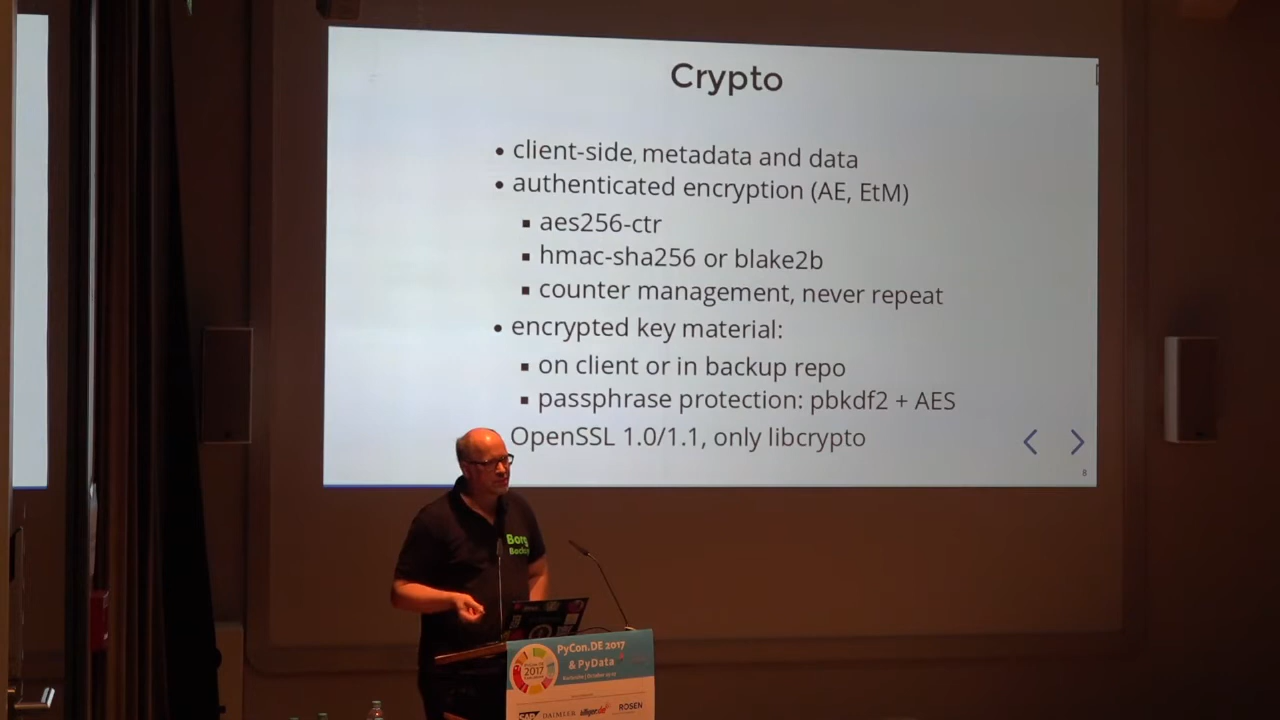 Crypto
• client-side, metadata and data
• authenticated encryption (AE, EtM)
▪ aes256-ctr
▪ hmac-sha256 or blake2b
▪ counter management, never repeat
• encrypted key material:
▪ on client or in backup repo
▪ passphrase protection: pbkdf2 + AES
OpenSSL 1.0/1.1, only libcrypto
8
Borg
PyCon.DE 2017
& PyData
2017
DAIMLER
ROSEN